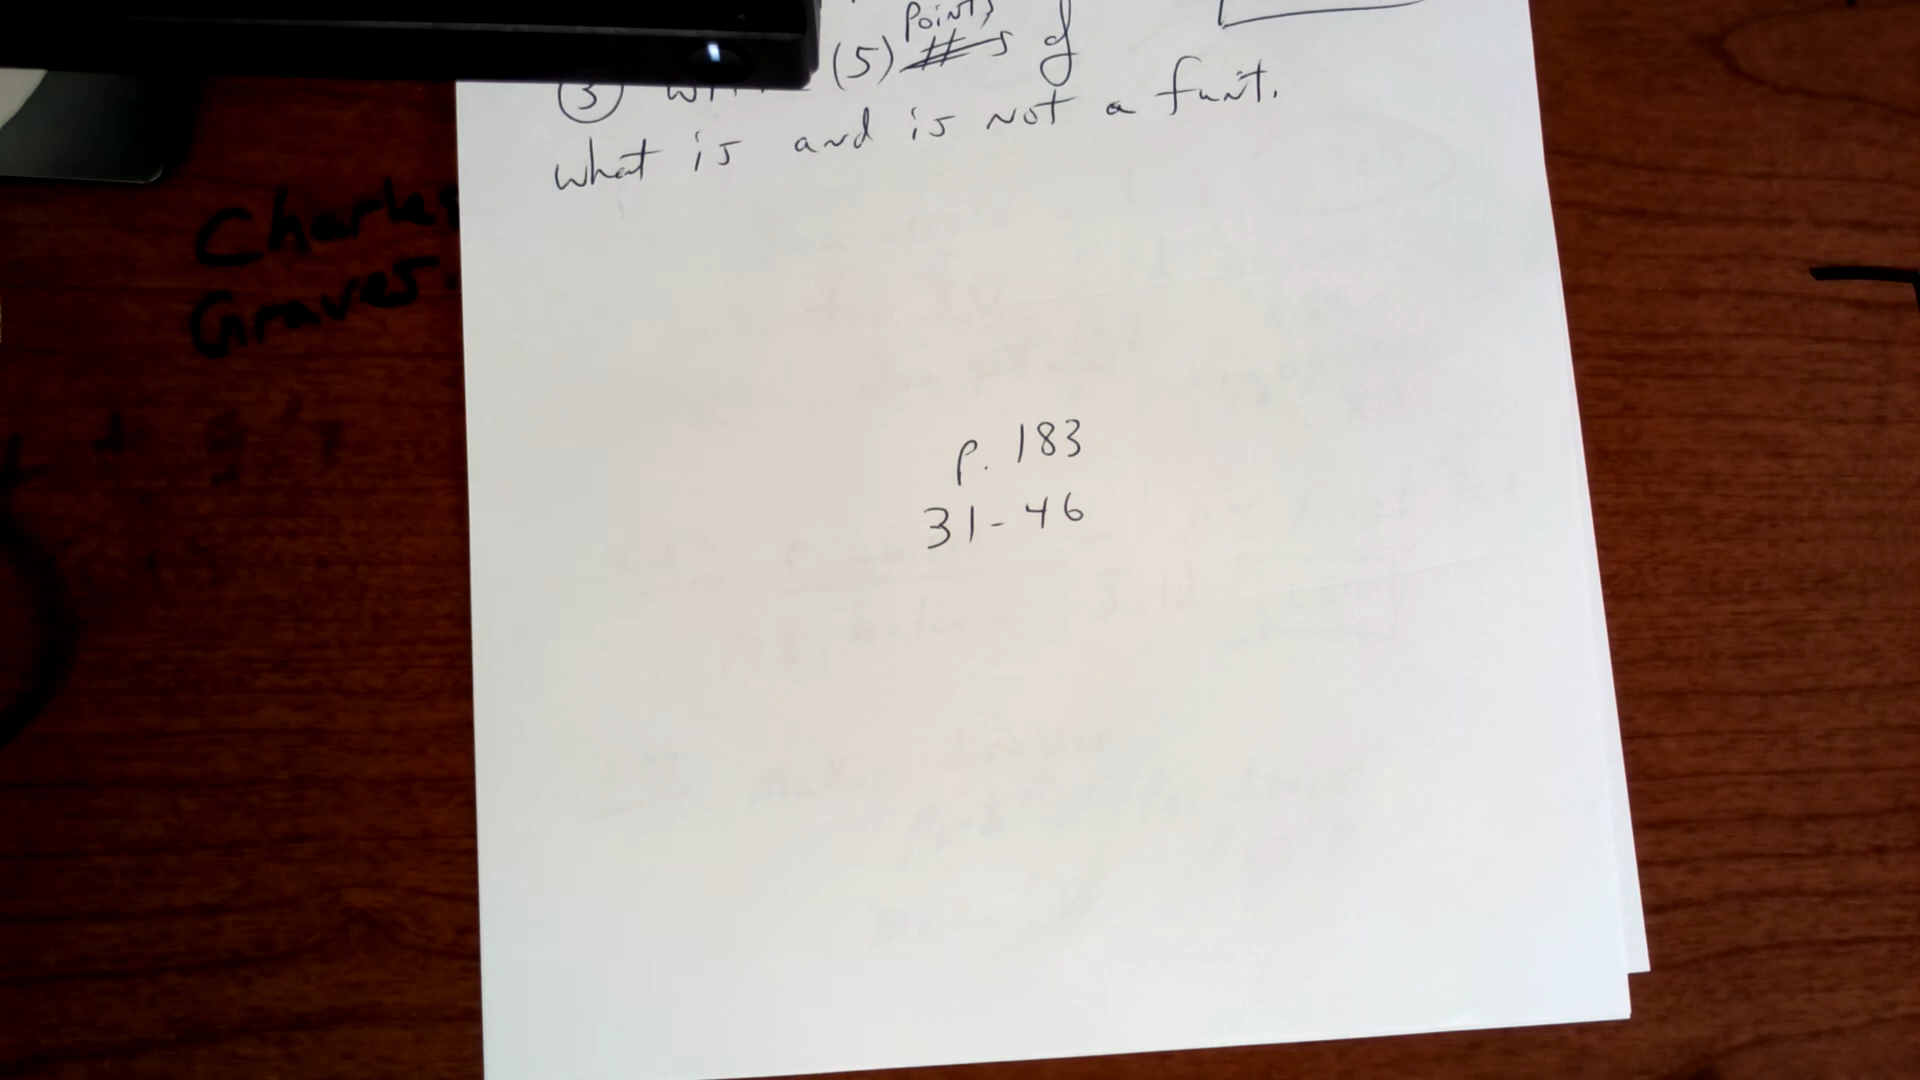 points
(5) #s of
what is and is not a funt.
Charles
Graves.
p. 183
31-46